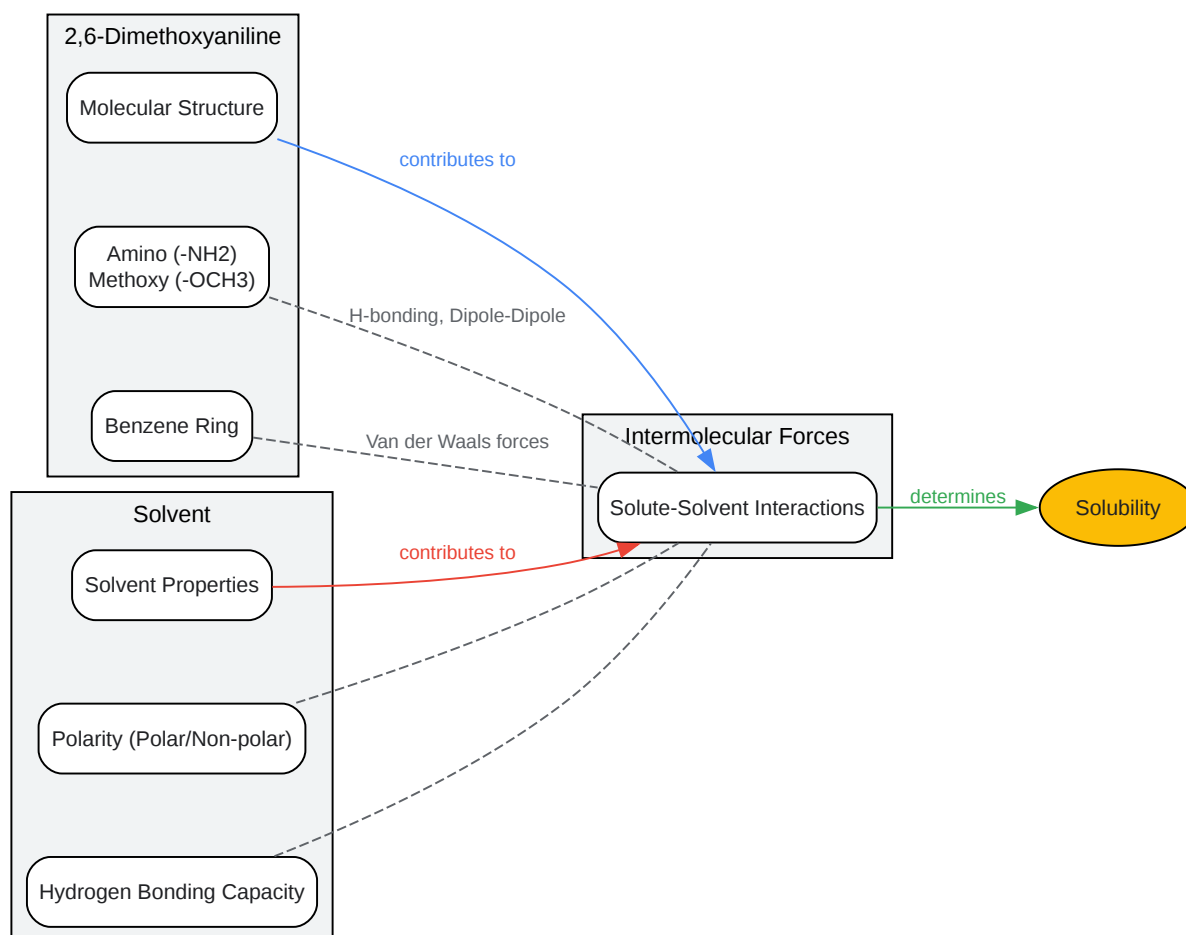 2,6-Dimethoxyaniline
Molecular Structure
contributes to
Amino (-NH2)
Methoxy (-OCH3)
H-bonding, Dipole-Dipole
Benzene Ring
Van der Waals forces
Intermolecular Forces
Solute-Solvent Interactions
determines
Solubility
Solvent
Solvent Properties
contributes to
Polarity (Polar/Non-polar)
Hydrogen Bonding Capacity